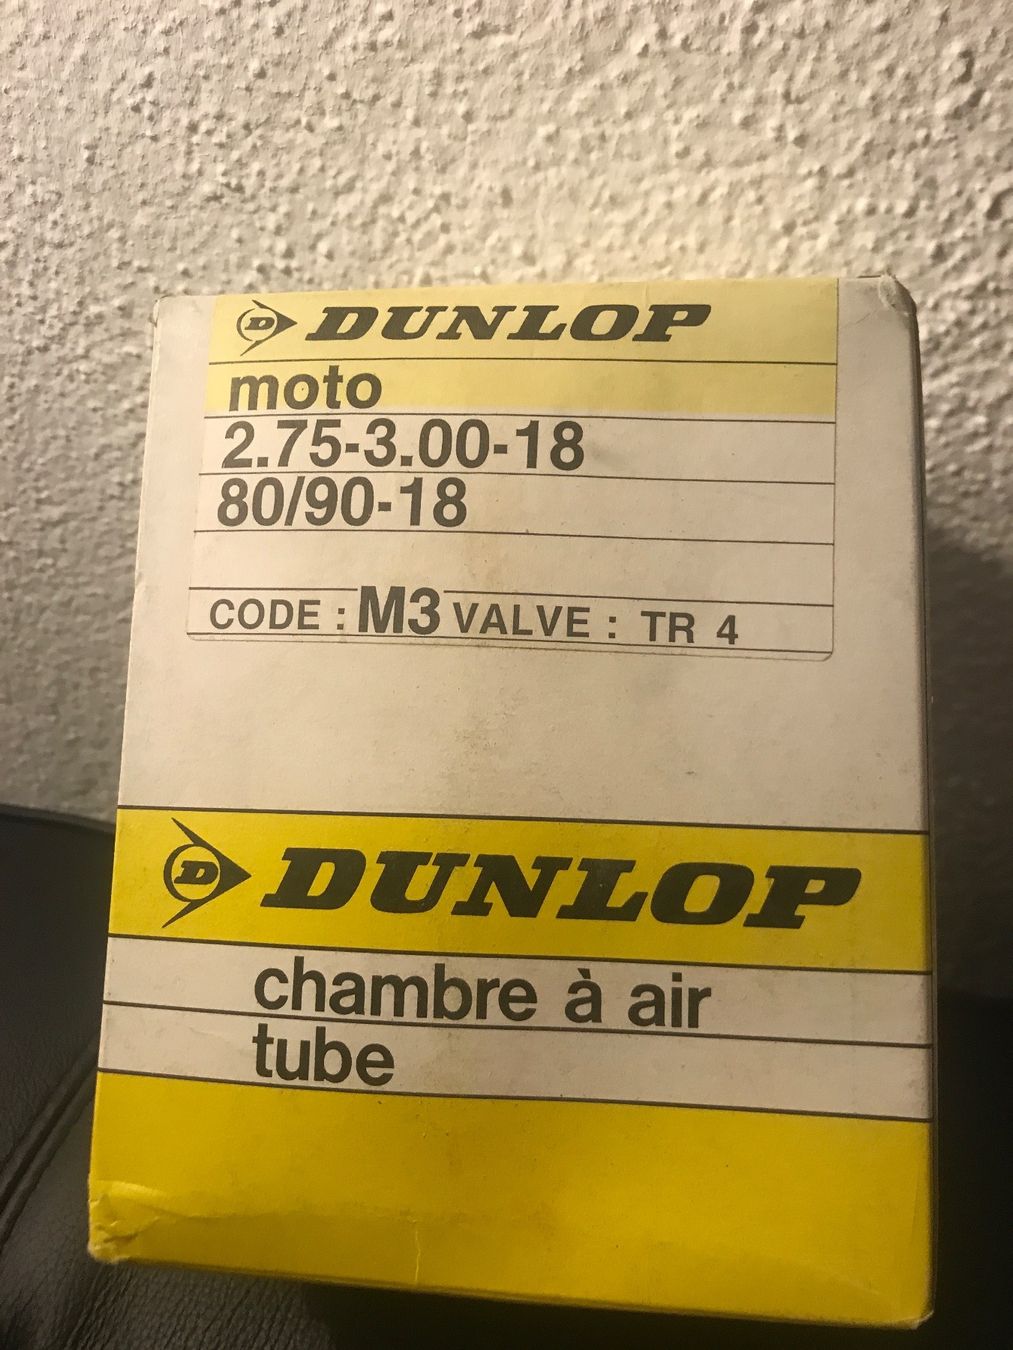 D DUNLOP
moto
2.75-3.00-18
80/90-18
CODE : M3 VALVE : TR 4
D DUNLOP
chambre à air
tube